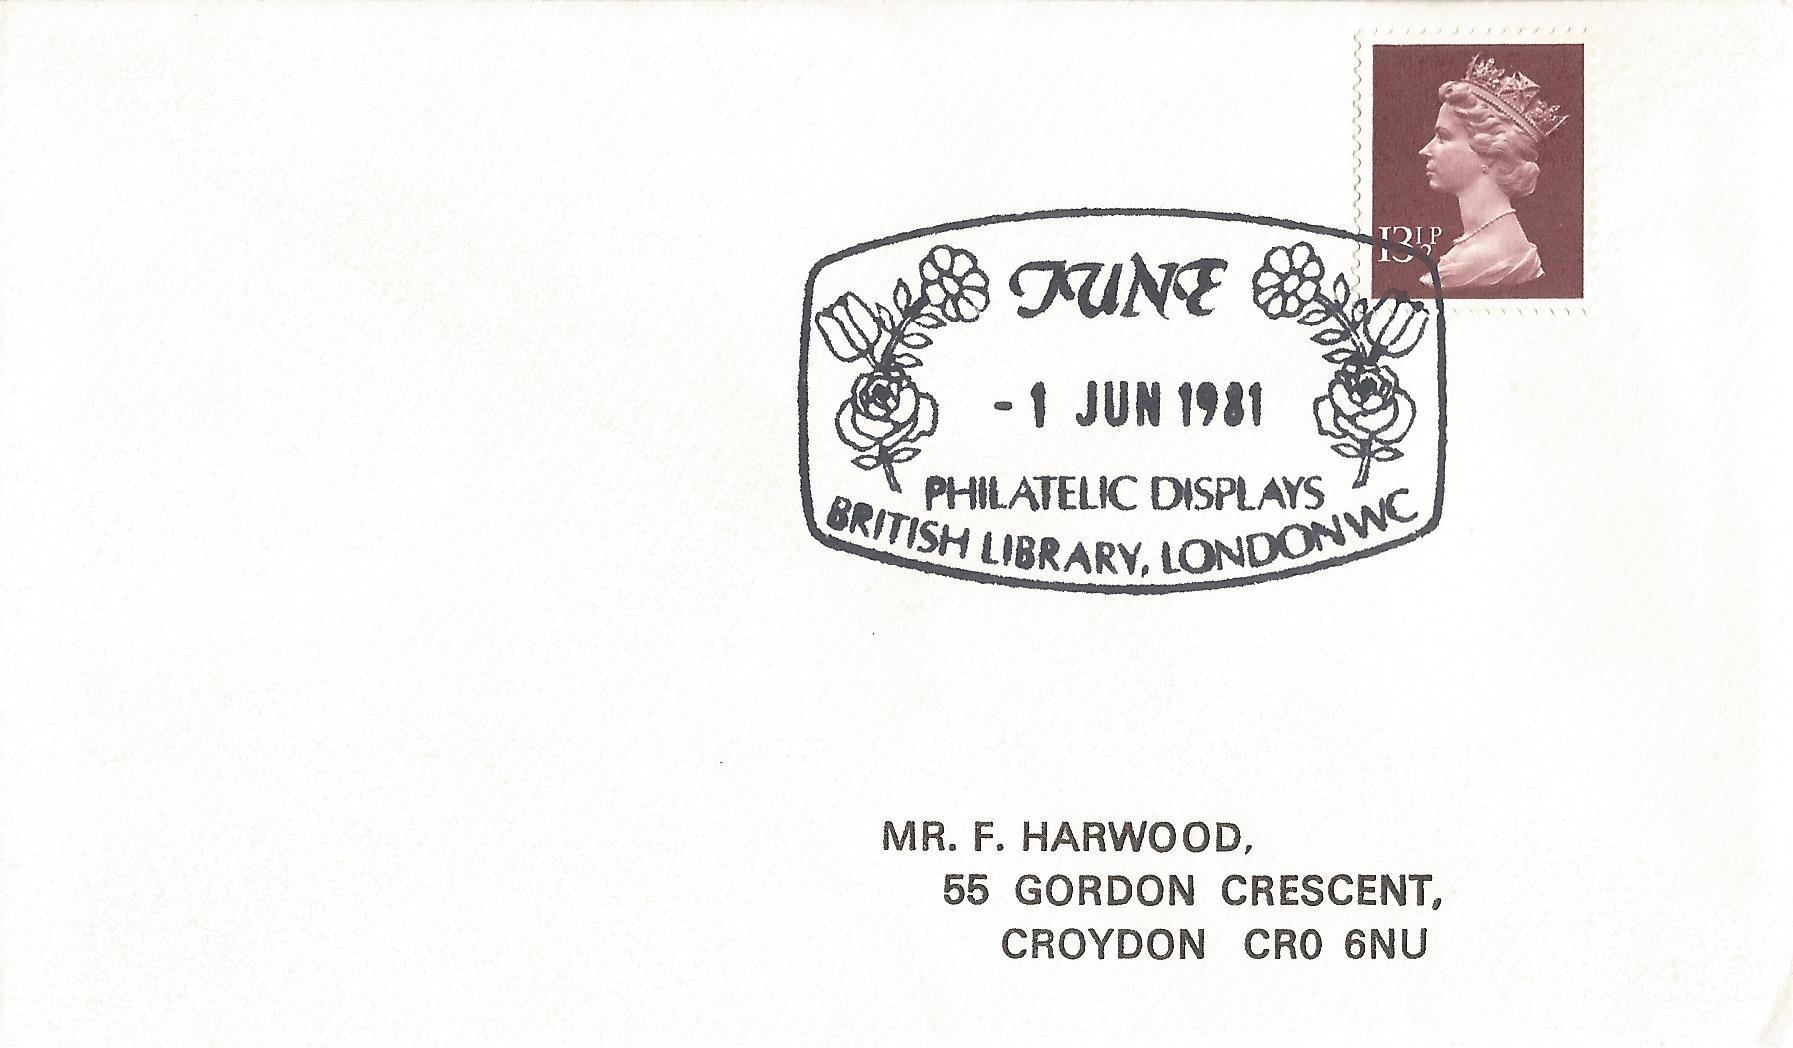 13½P
JUNE
-1 JUN 1981
PHILATELIC DISPLAYS
BRITISH LIBRARY, LONDON WC
MR. F. HARWOOD,
55 GORDON CRESCENT,
CROYDON CR0 6NU